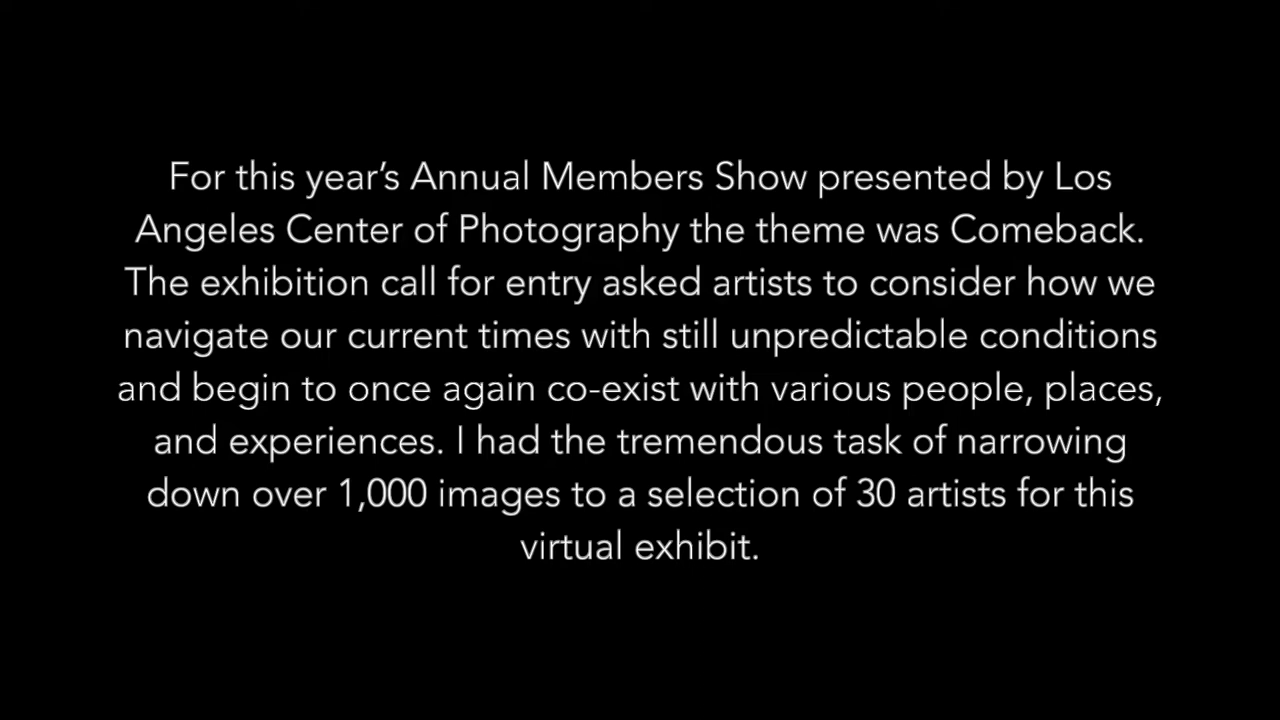 For this year’s Annual Members Show presented by Los
Angeles Center of Photography the theme was Comeback.
The exhibition call for entry asked artists to consider how we
navigate our current times with still unpredictable conditions
and begin to once again co-exist with various people, places,
and experiences. I had the tremendous task of narrowing
down over 1,000 images to a selection of 30 artists for this
virtual exhibit.